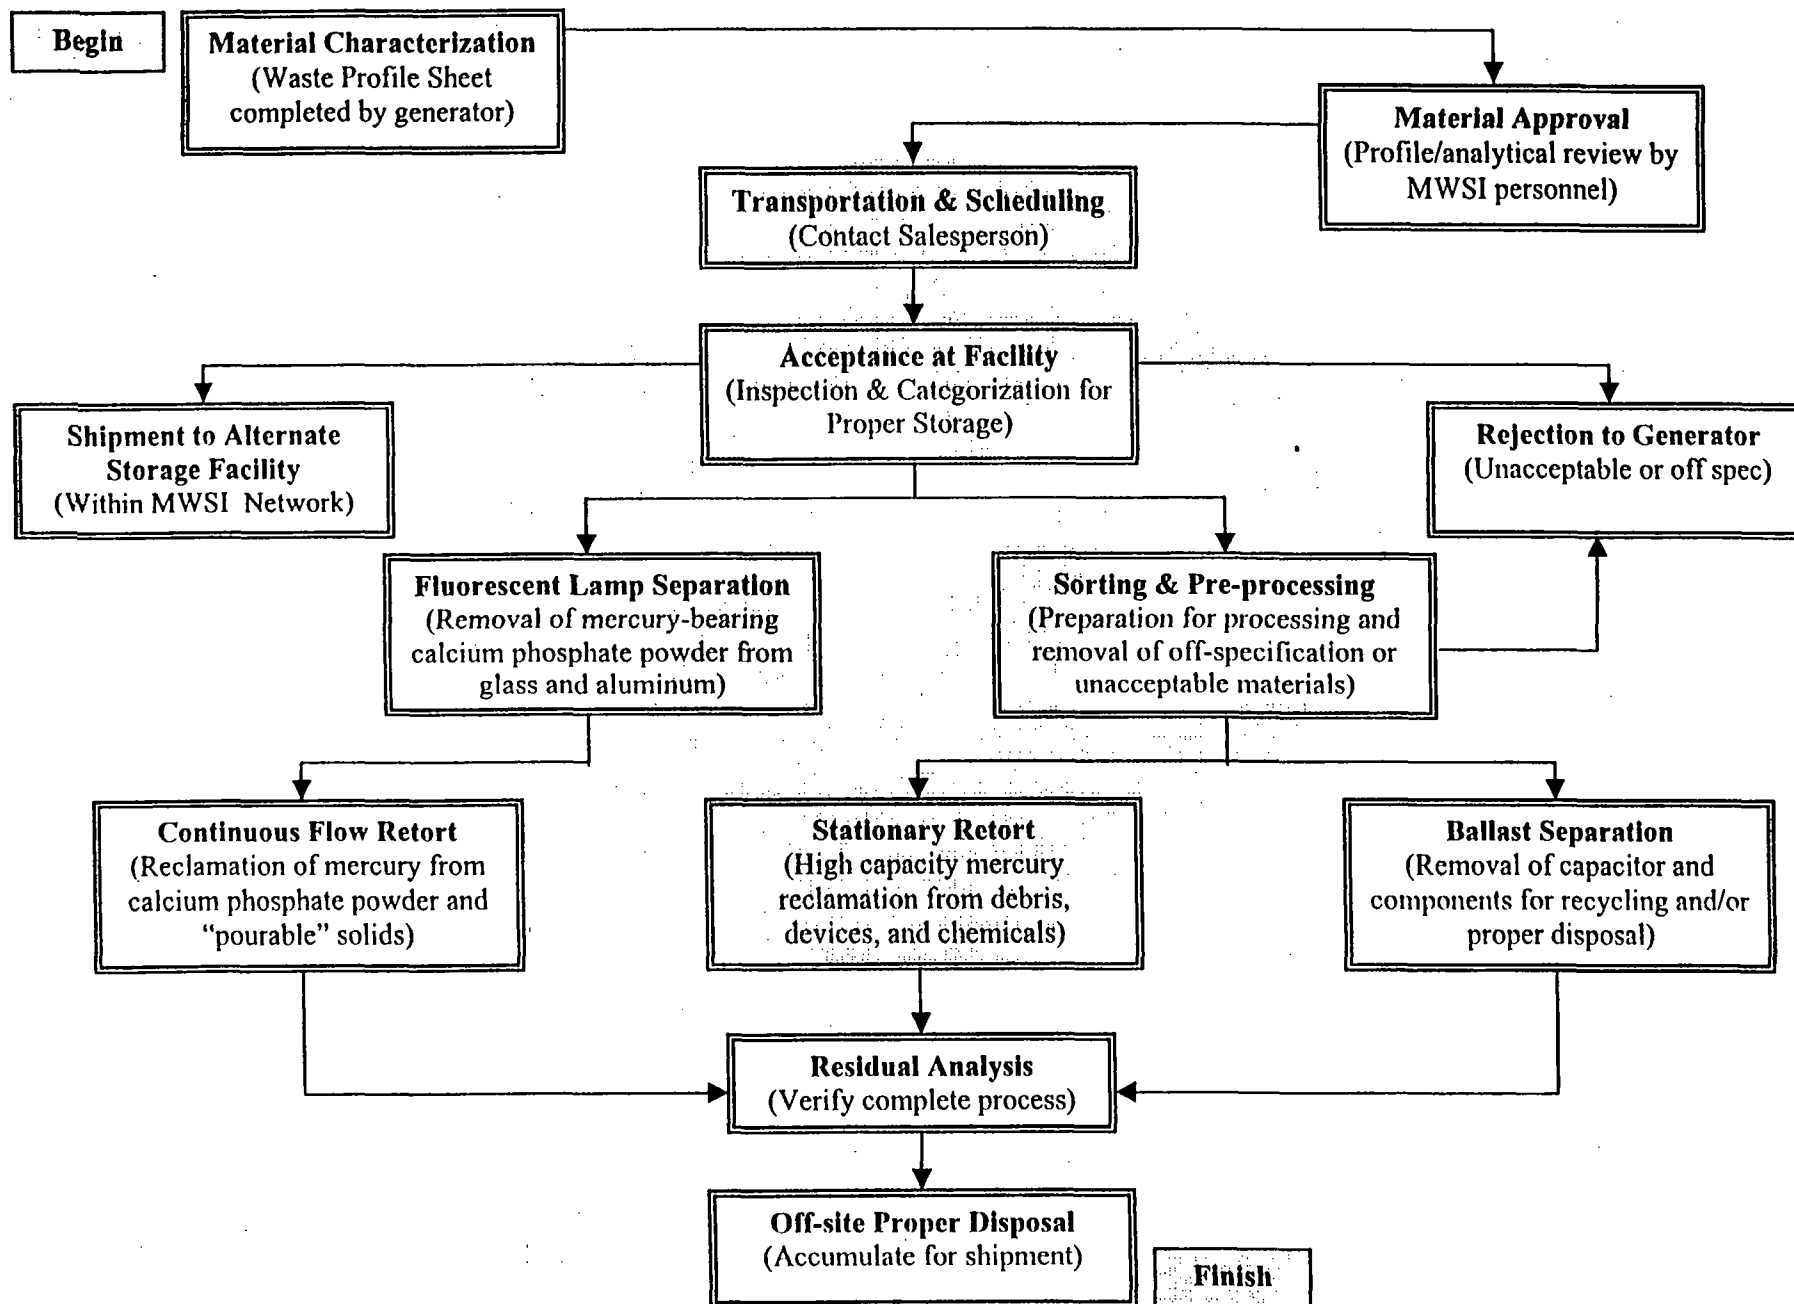 Begin
Material Characterization
(Waste Profile Sheet
completed by generator)
Material Approval
(Profile/analytical review by
MWSI personnel)
Transportation & Scheduling
(Contact Salesperson)
Acceptance at Facility
(Inspection & Categorization for
Proper Storage)
Shipment to Alternate
Storage Facility
(Within MWSI Network)
Rejection to Generator
(Unacceptable or off spec)
Fluorescent Lamp Separation
(Removal of mercury-bearing
calcium phosphate powder from
glass and aluminum)
Sorting & Pre-processing
(Preparation for processing and
removal of off-specification or
unacceptable materials)
Continuous Flow Retort
(Reclamation of mercury from
calcium phosphate powder and
“pourable” solids)
Stationary Retort
(High capacity mercury
reclamation from debris,
devices, and chemicals)
Ballast Separation
(Removal of capacitor and
components for recycling and/or
proper disposal)
Residual Analysis
(Verify complete process)
Off-site Proper Disposal
(Accumulate for shipment)
Finish